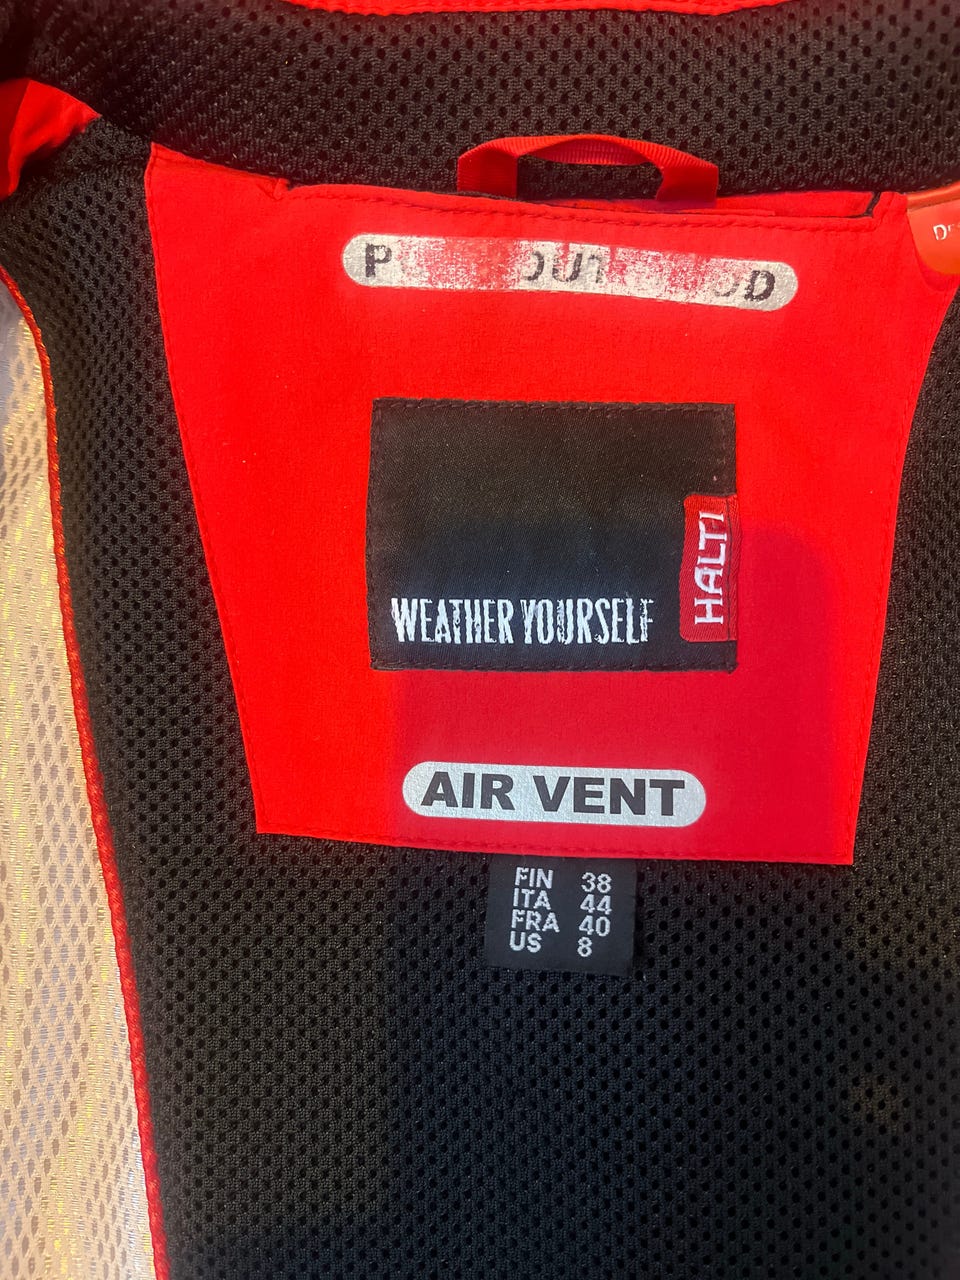 WEATHER YOURSELF
HALTI
AIR VENT
FIN 38
ITA 44
FRA 40
US 8